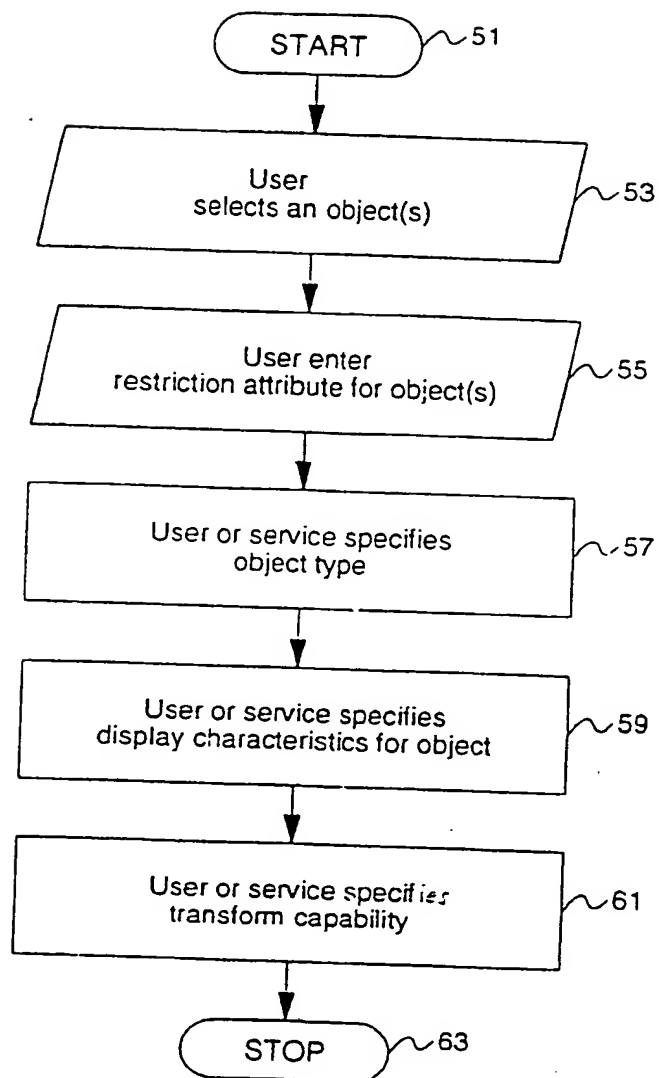 START
51
User
selects an object(s)
53
User enter
restriction attribute for object(s)
55
User or service specifies
object type
57
User or service specifies
display characteristics for object
59
User or service specifies
transform capability
61
STOP
63